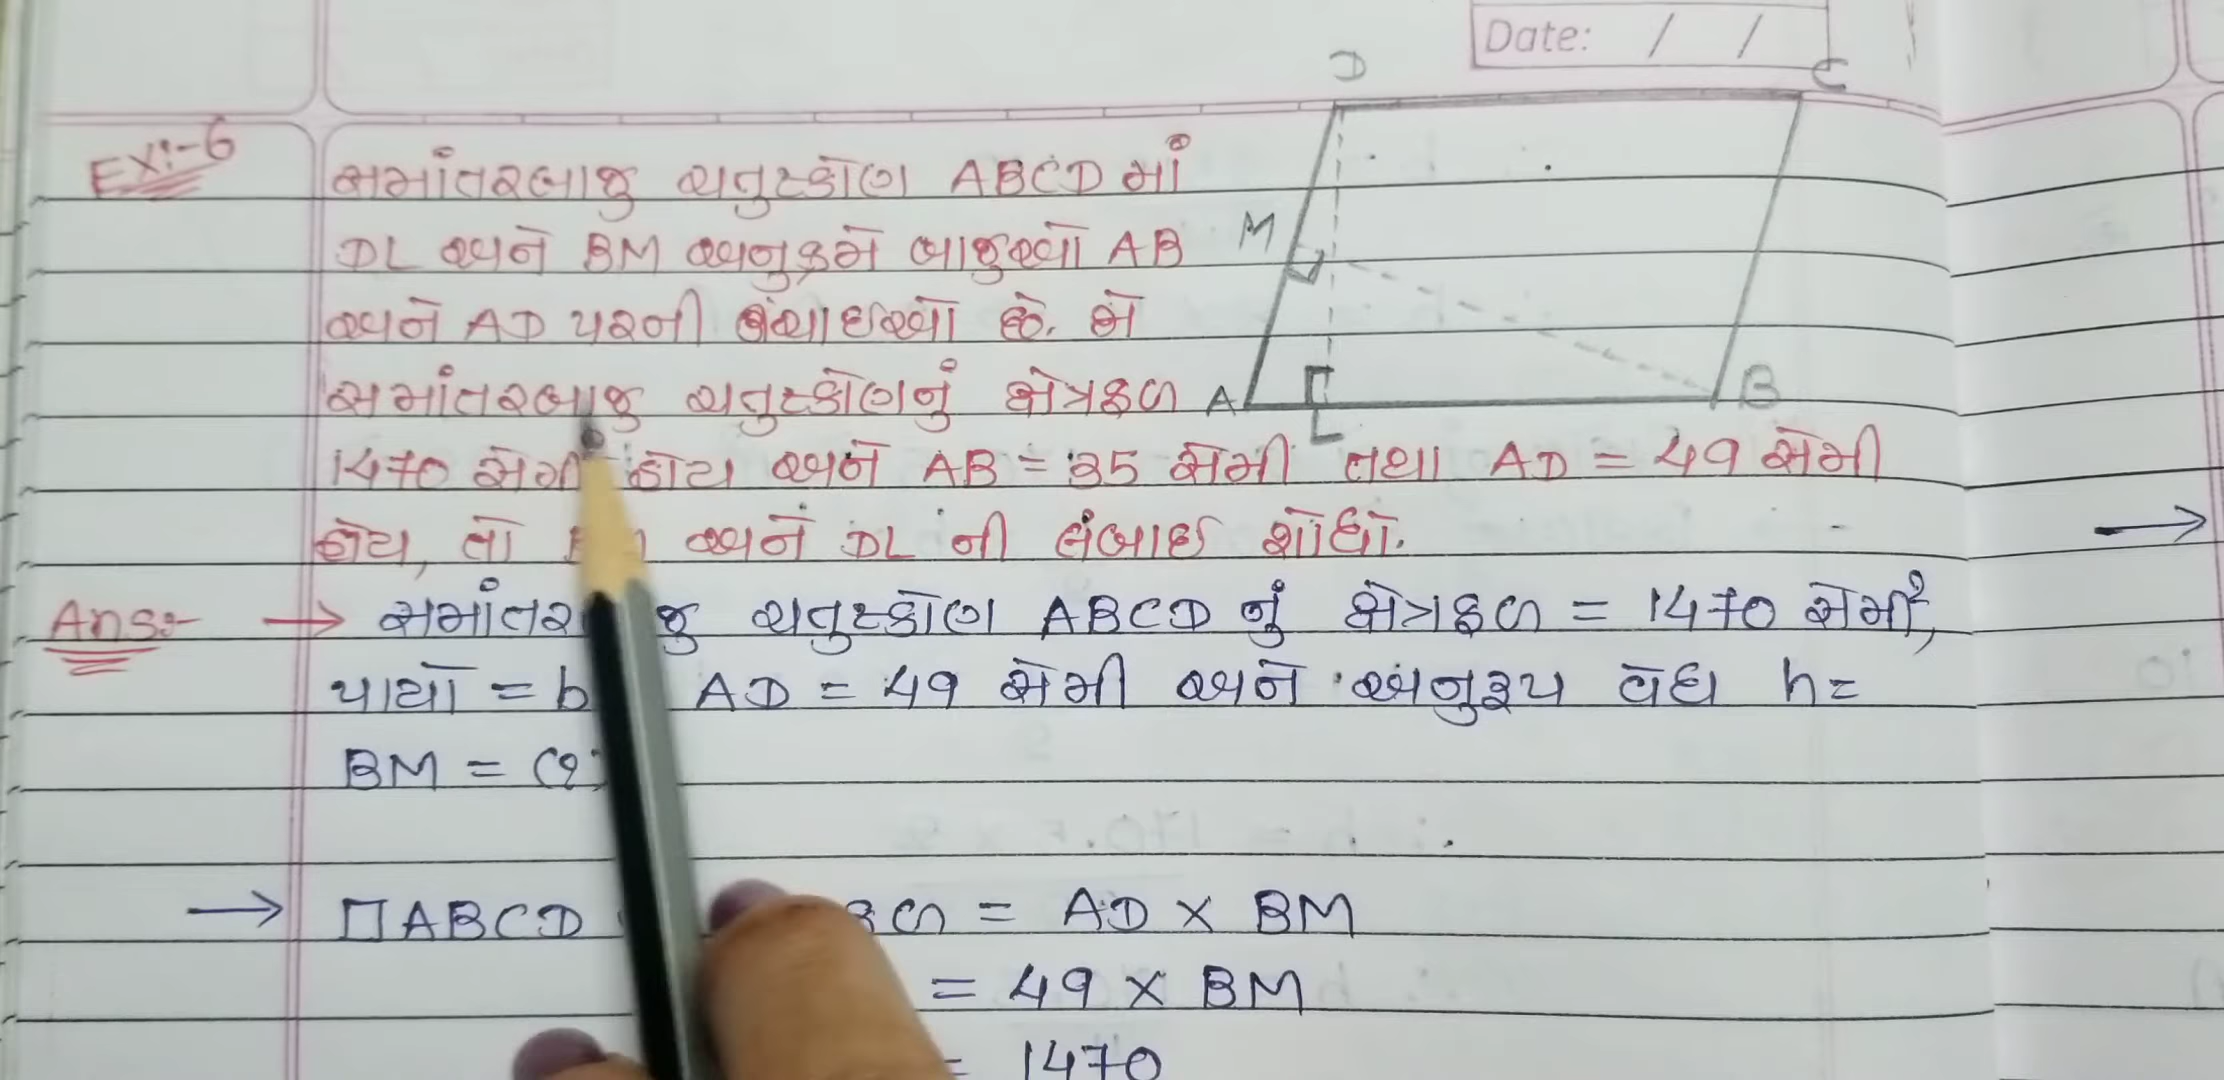 Date: / /
D C
Ex:-6 સમાંતરબાજુ ચતુષ્કોણ ABCD માં
DL અને BM અનુક્રમે બાજુઓ AB
M
અને AD પરની લંબાઈઓ છે. જો
સમાંતરબાજુ ચતુષ્કોણનું ક્ષેત્રફળ
A B
L
1470 સેમી હોય અને AB = 35 સેમી તથા AD = 49 સેમી
હોય, તો અને DL ની લંબાઈ શોધો.
Ans:- → સમાંતર જુ ચતુષ્કોણ ABCD નું ક્ષેત્રફળ = 1470 સેમી²,
પાયો = b AD = 49 સેમી અને અનુરૂપ વેધ h =
BM =
→ □ABCD ફળ = AD × BM
= 49 × BM
= 1470